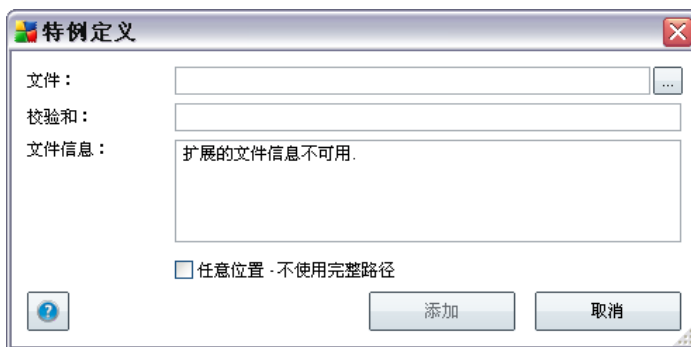 特例定义
文件：
...
校验和：
文件信息：
扩展的文件信息不可用.
任意位置 - 不使用完整路径
?
添加
取消